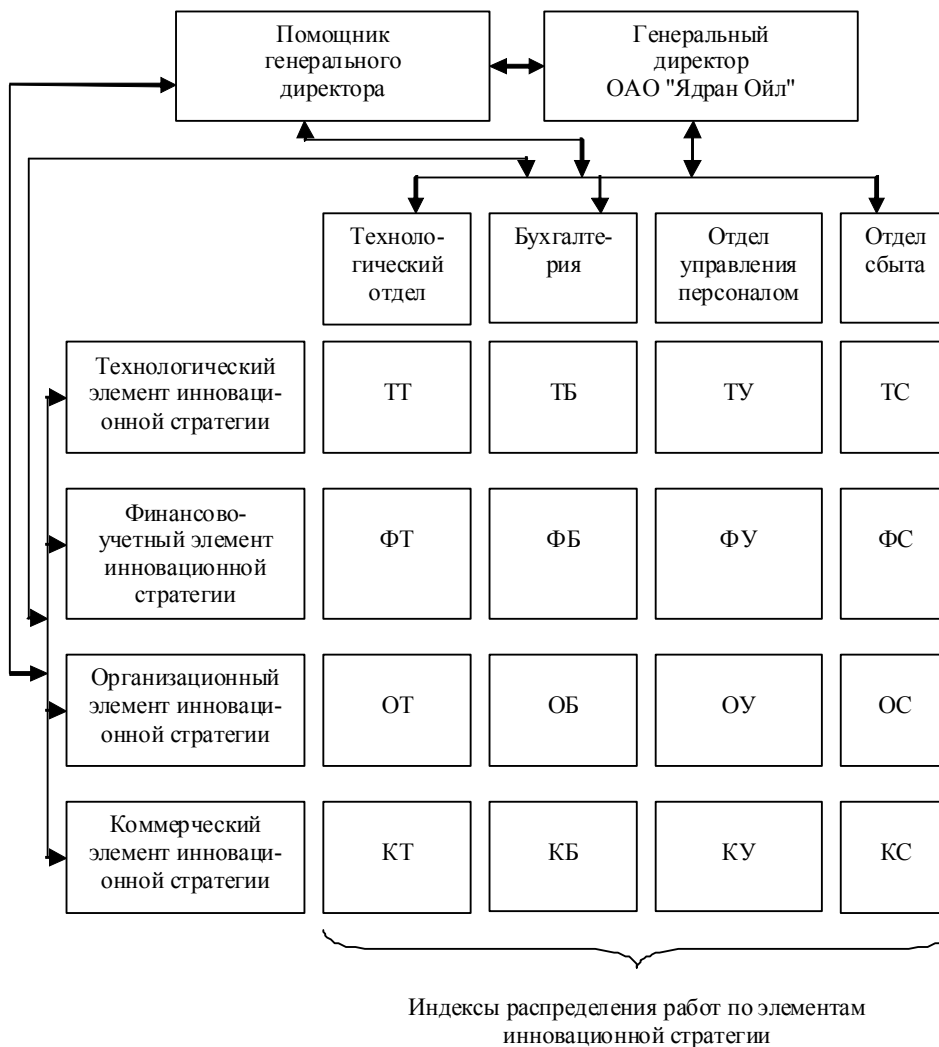 Помощник
генерального
директора
Генеральный
директор
ОАО "Ядран Ойл"
Техноло-
гический
отдел
Бухгалте-
рия
Отдел
управления
персоналом
Отдел
сбыта
Технологический
элемент инноваци-
онной стратегии
ТТ
ТБ
ТУ
ТС
Финансово-
учетный элемент
инновационной
стратегии
ФТ
ФБ
ФУ
ФС
Организационный
элемент инноваци-
онной стратегии
ОТ
ОБ
ОУ
ОС
Коммерческий
элемент инноваци-
онной стратегии
КТ
КБ
КУ
КС
Индексы распределения работ по элементам
инновационной стратегии